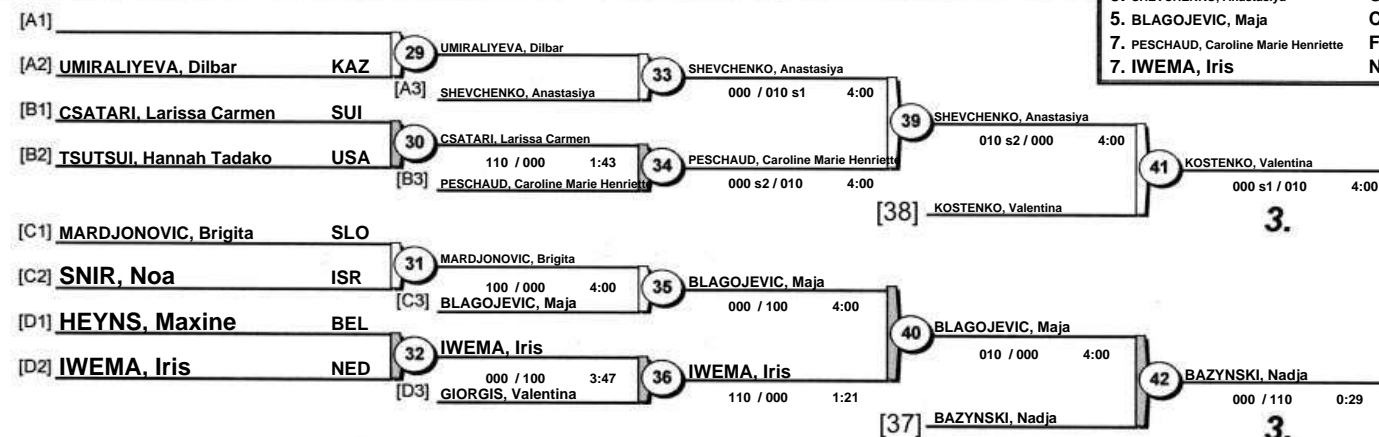 5. BLAGOJEVIC, Maja C
7. PESCHAUD, Caroline Marie Henriette F
7. IWEMA, Iris N
[A1]
[A2] UMIRALIYEVA, Dilbar KAZ
29
UMIRALIYEVA, Dilbar
[A3] SHEVCHENKO, Anastasiya
33
SHEVCHENKO, Anastasiya
000 / 010 s1 4:00
[B1] CSATARI, Larissa Carmen SUI
[B2] TSUTSUI, Hannah Tadako USA
30
CSATARI, Larissa Carmen
110 / 000 1:43
[B3] PESCHAUD, Caroline Marie Henriette
34
PESCHAUD, Caroline Marie Henriette
000 s2 / 010 4:00
39
SHEVCHENKO, Anastasiya
010 s2 / 000 4:00
[38] KOSTENKO, Valentina
41
KOSTENKO, Valentina
000 s1 / 010 4:00
3.
[C1] MARDJONOVIC, Brigita SLO
[C2] SNIR, Noa ISR
31
MARDJONOVIC, Brigita
100 / 000 4:00
[C3] BLAGOJEVIC, Maja
35
BLAGOJEVIC, Maja
000 / 100 4:00
[D1] HEYNS, Maxine BEL
[D2] IWEMA, Iris NED
32
IWEMA, Iris
000 / 100 3:47
[D3] GIORGIS, Valentina
36
IWEMA, Iris
110 / 000 1:21
40
BLAGOJEVIC, Maja
010 / 000 4:00
[37] BAZYNSKI, Nadja
42
BAZYNSKI, Nadja
000 / 110 0:29
3.